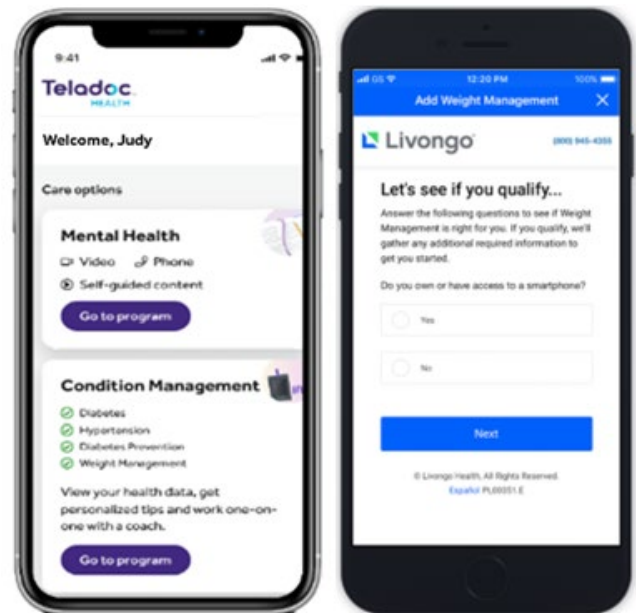 9:41
Teladoc
HEALTH
Welcome, Judy
Care options
Mental Health
Video Phone
Self-guided content
Go to program
Condition Management
Diabetes
Hypertension
Diabetes Prevention
Weight Management
View your health data, get
personalized tips and work one-on-
one with a coach.
Go to program
GS 12:20 PM 100%
Add Weight Management
Livongo (800) 945-4355
Let's see if you qualify...
Answer the following questions to see if Weight
Management is right for you. If you qualify, we'll
gather any additional required information to
get you started.
Do you own or have access to a smartphone?
Yes
No
Next
© Livongo Health, All Rights Reserved.
Español PL00051.E